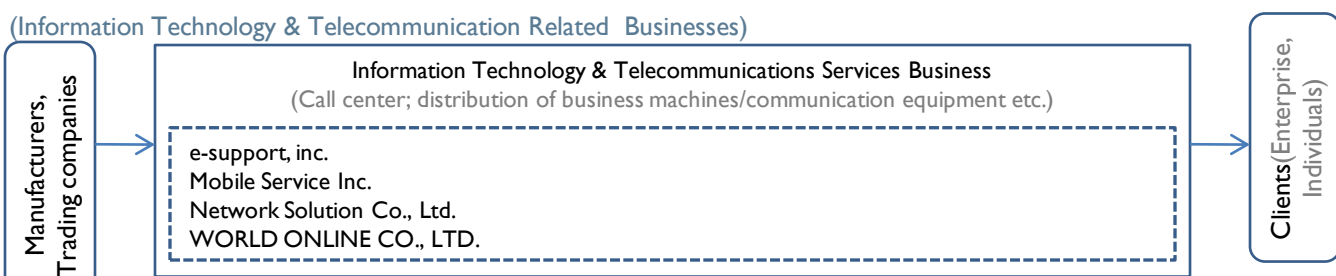 (Information Technology & Telecommunication Related Businesses)
Manufacturers,
Trading companies
Information Technology & Telecommunications Services Business
(Call center; distribution of business machines/communication equipment etc.)
e-support, inc.
Mobile Service Inc.
Network Solution Co., Ltd.
WORLD ONLINE CO., LTD.
Clients(Enterprise,
Individuals)